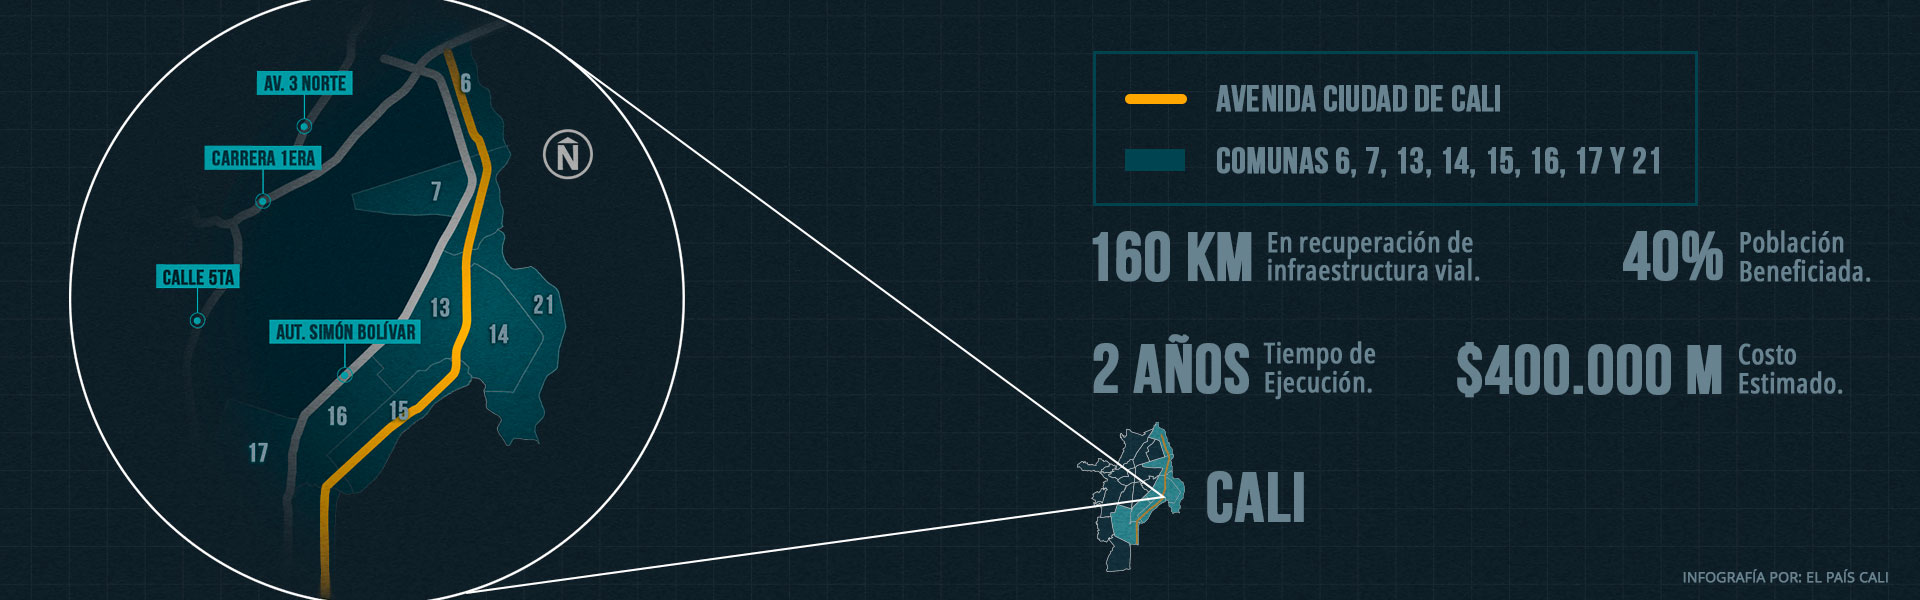 6
AV. 3 NORTE
N
CARRERA 1ERA
7
CALLE 5TA
13
21
14
AUT. SIMÓN BOLÍVAR
16
15
17
AVENIDA CIUDAD DE CALI
COMUNAS 6, 7, 13, 14, 15, 16, 17 Y 21
160 KM
En recuperación de
infraestructura vial.
40%
Población
Beneficiada.
2 AÑOS
Tiempo de
Ejecución.
$400.000 M
Costo
Estimado.
CALI
INFOGRAFÍA POR: EL PAÍS CALI